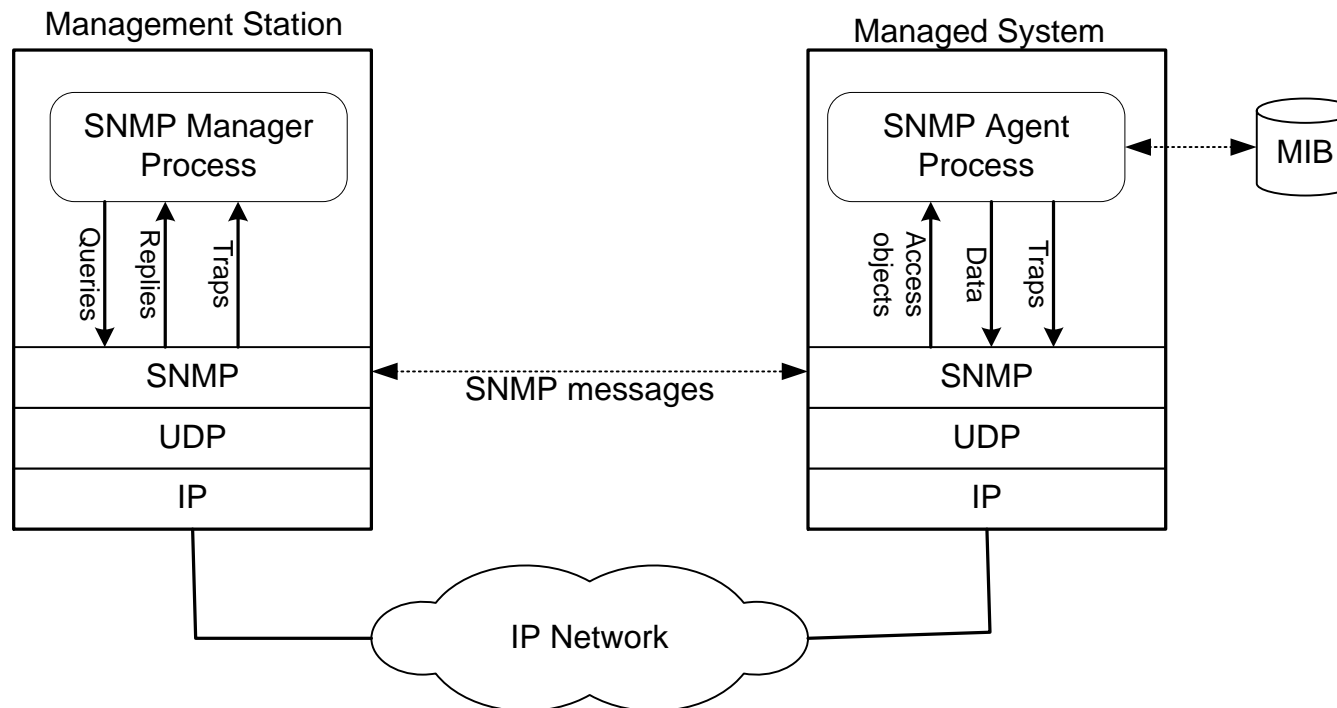 Management Station
SNMP Manager
Process
Queries
Replies
Traps
SNMP
UDP
IP
SNMP messages
Managed System
SNMP Agent
Process
MIB
Access
objects
Data
Traps
SNMP
UDP
IP
IP Network